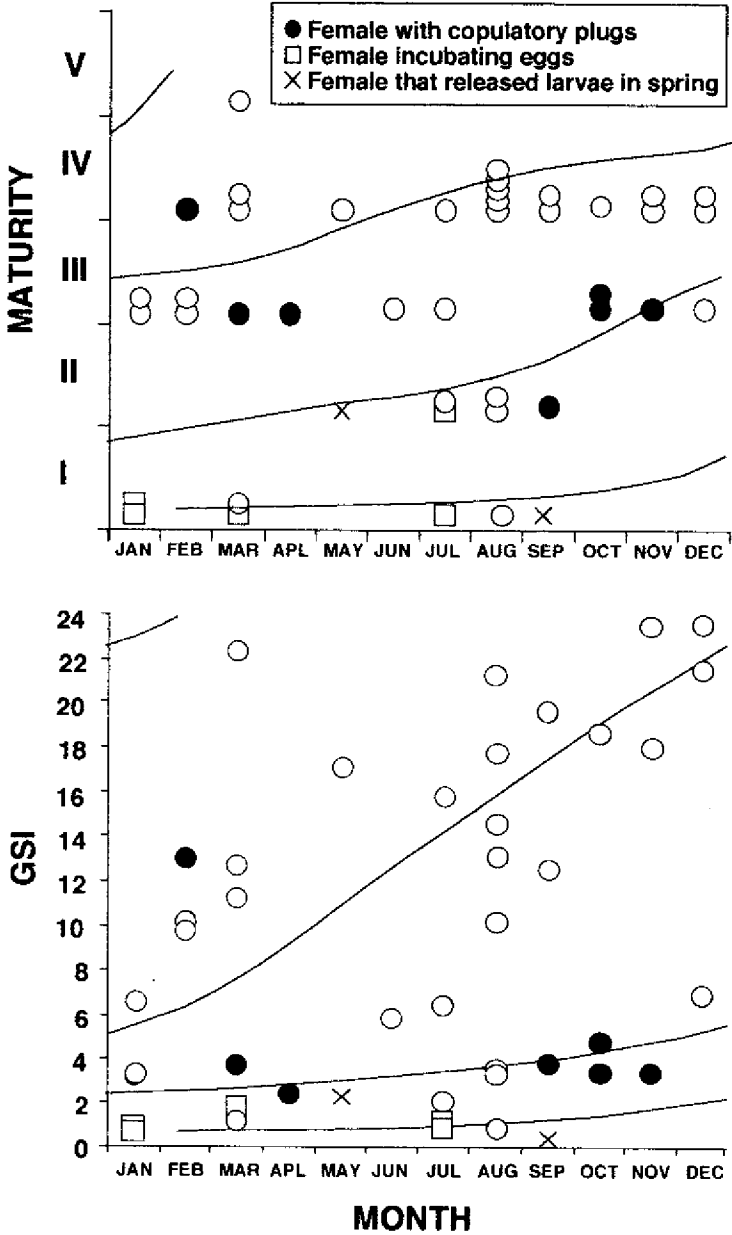 Female with copulatory plugs
Female incubating eggs
Female that released larvae in spring
MATURITY
V
IV
III
II
I
JAN FEB MAR APL MAY JUN JUL AUG SEP OCT NOV DEC
GSI
24
22
20
18
16
14
12
10
8
6
4
2
0
JAN FEB MAR APL MAY JUN JUL AUG SEP OCT NOV DEC
MONTH